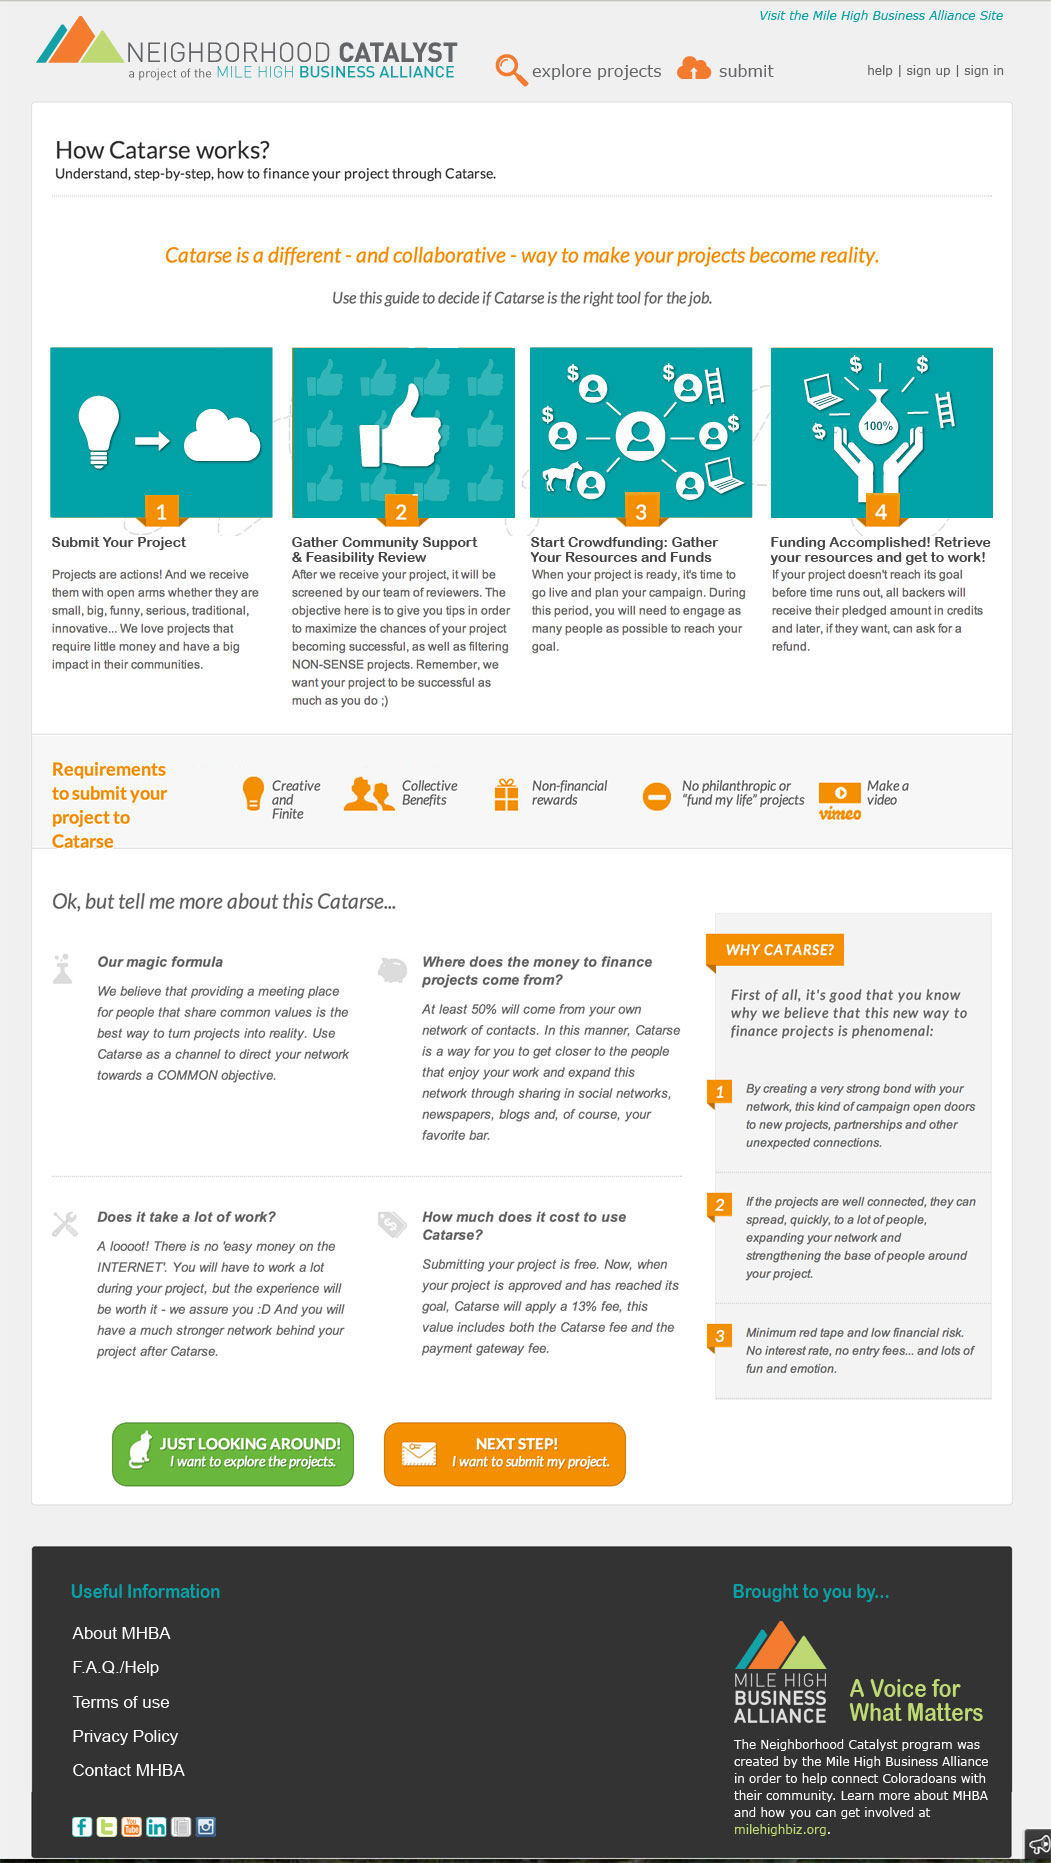 Visit the Mile High Business Alliance Site
NEIGHBORHOOD CATALYST
a project of the MILE HIGH BUSINESS ALLIANCE
explore projects
submit
help | sign up | sign in
How Catarse works?
Understand, step-by-step, how to finance your project through Catarse.
Catarse is a different - and collaborative - way to make your projects become reality.
Use this guide to decide if Catarse is the right tool for the job.
1
Submit Your Project
Projects are actions! And we receive
them with open arms whether they are
small, big, funny, serious, traditional,
innovative... We love projects that
require little money and have a big
impact in their communities.
2
Gather Community Support
& Feasibility Review
After we receive your project, it will be
screened by our team of reviewers. The
objective here is to give you tips in order
to maximize the chances of your project
becoming successful, as well as filtering
NON-SENSE projects. Remember, we
want your project to be successful as
much as you do ;)
$ $
$ $
3
Start Crowdfunding: Gather
Your Resources and Funds
When your project is ready, it's time to
go live and plan your campaign. During
this period, you will need to engage as
many people as possible to reach your
goal.
$ $
$
100%
4
Funding Accomplished! Retrieve
your resources and get to work!
If your project doesn't reach its goal
before time runs out, all backers will
receive their pledged amount in credits
and later, if they want, can ask for a
refund.
Requirements
to submit your
project to
Catarse
Creative
and
Finite
Collective
Benefits
Non-financial
rewards
No philanthropic or
"fund my life" projects
vimeo
Make a
video
Ok, but tell me more about this Catarse...
Our magic formula
We believe that providing a meeting place
for people that share common values is the
best way to turn projects into reality. Use
Catarse as a channel to direct your network
towards a COMMON objective.
Where does the money to finance
projects come from?
At least 50% will come from your own
network of contacts. In this manner, Catarse
is a way for you to get closer to the people
that enjoy your work and expand this
network through sharing in social networks,
newspapers, blogs and, of course, your
favorite bar.
Does it take a lot of work?
A loooot! There is no 'easy money on the
INTERNET'. You will have to work a lot
during your project, but the experience will
be worth it - we assure you :D And you will
have a much stronger network behind your
project after Catarse.
$
How much does it cost to use
Catarse?
Submitting your project is free. Now, when
your project is approved and has reached its
goal, Catarse will apply a 13% fee, this
value includes both the Catarse fee and the
payment gateway fee.
WHY CATARSE?
First of all, it's good that you know
why we believe that this new way to
finance projects is phenomenal:
1
By creating a very strong bond with your
network, this kind of campaign open doors
to new projects, partnerships and other
unexpected connections.
2
If the projects are well connected, they can
spread, quickly, to a lot of people,
expanding your network and
strengthening the base of people around
your project.
3
Minimum red tape and low financial risk.
No interest rate, no entry fees... and lots of
fun and emotion.
JUST LOOKING AROUND!
I want to explore the projects.
NEXT STEP!
I want to submit my project.
Useful Information
About MHBA
F.A.Q./Help
Terms of use
Privacy Policy
Contact MHBA
f t You Tube in
Brought to you by...
MILE HIGH
BUSINESS
ALLIANCE
A Voice for
What Matters
The Neighborhood Catalyst program was
created by the Mile High Business Alliance
in order to help connect Coloradoans with
their community. Learn more about MHBA
and how you can get involved at
milehighbiz.org.